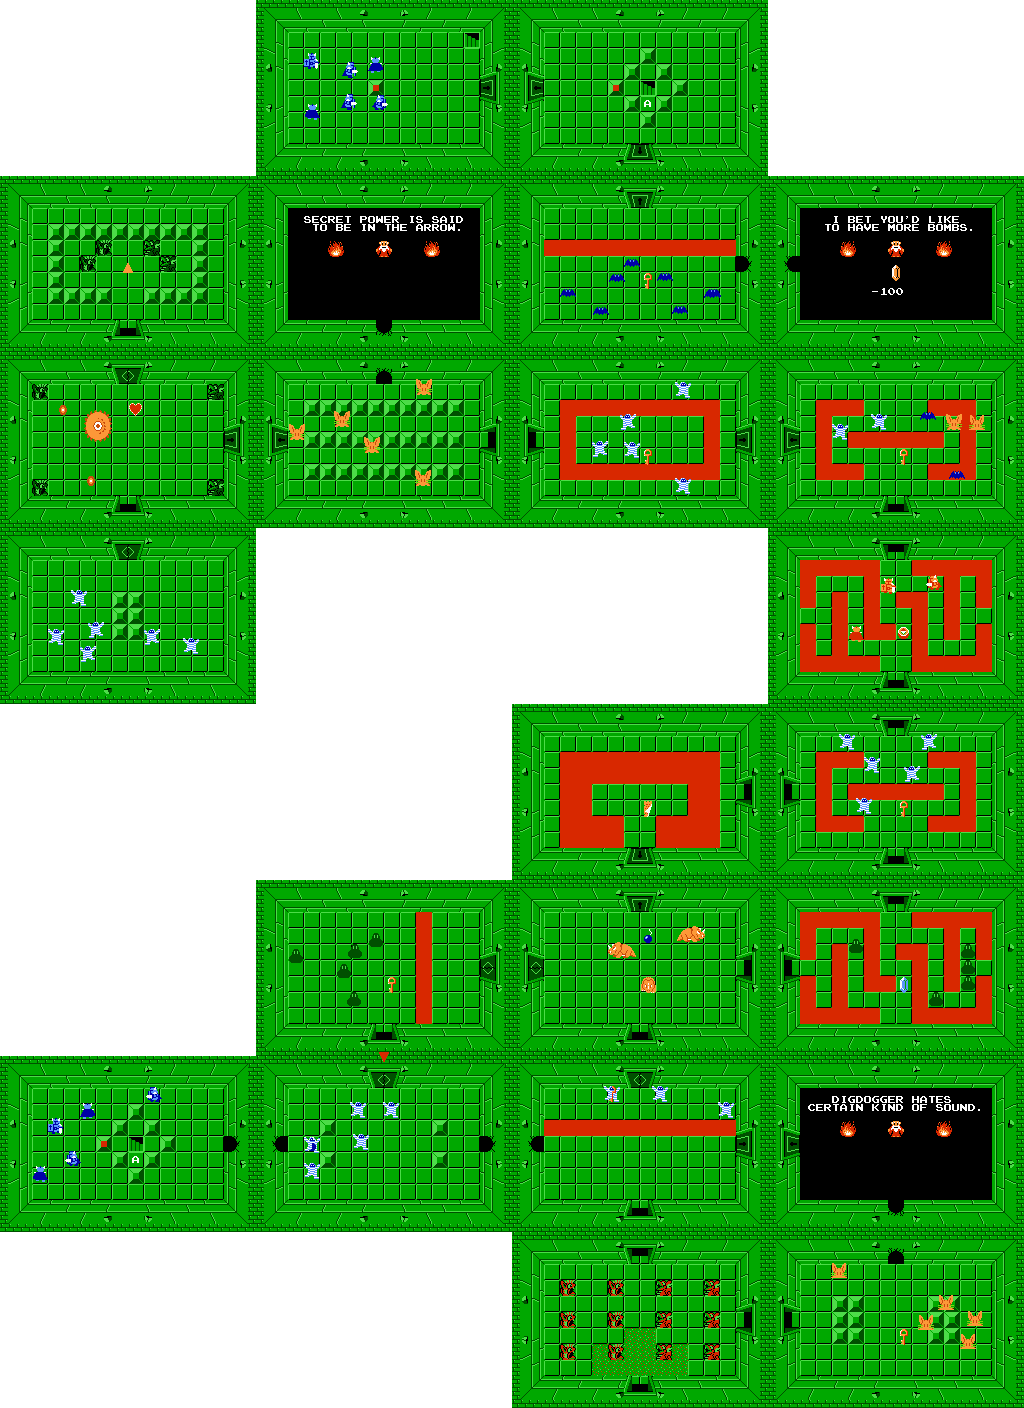 A
SECRET POWER IS SAID
TO BE IN THE ARROW.
I BET YOU'D LIKE
TO HAVE MORE BOMBS.
-100
A
DIGDOGGER HATES
CERTAIN KIND OF SOUND.